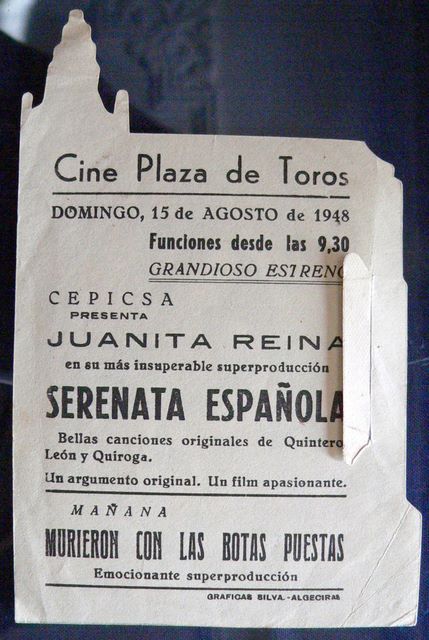 Cine Plaza de Toros
DOMINGO, 15 de AGOSTO de 1948
Funciones desde las 9,30
GRANDIOSO ESTRENO
CEPICSA
PRESENTA
JUANITA REINA
en su más insuperable superproducción
SERENATA ESPAÑOLA
Bellas canciones originales de Quintero,
León y Quiroga.
Un argumento original. Un film apasionante.
MAÑANA
MURIERON CON LAS BOTAS PUESTAS
Emocionante superproducción
GRAFICAS SILVA.-ALGECIRAS